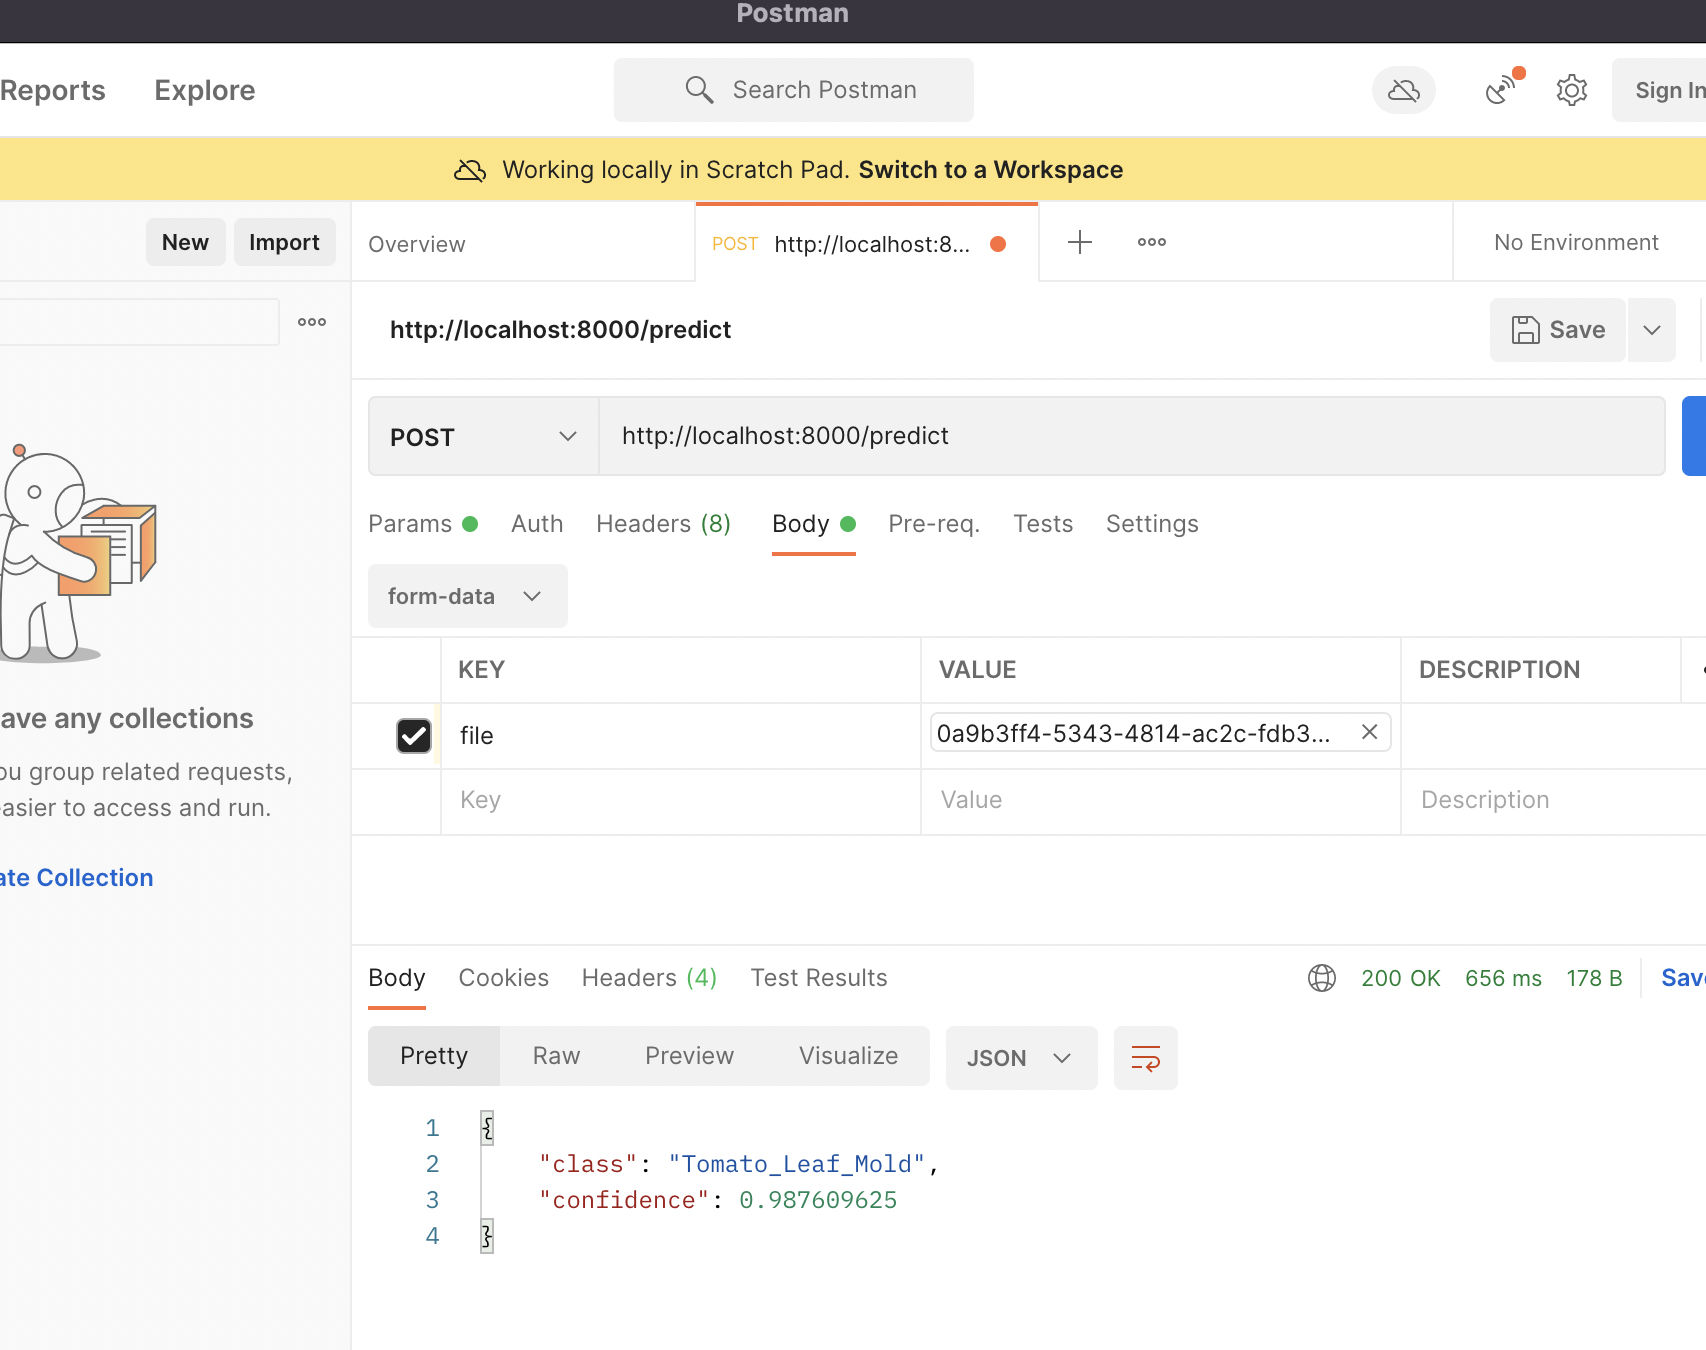 Postman
Reports Explore Search Postman Sign In
Working locally in Scratch Pad. Switch to a Workspace
New Import Overview POST http://localhost:8... No Environment
http://localhost:8000/predict Save
POST http://localhost:8000/predict
Params Auth Headers (8) Body Pre-req. Tests Settings
form-data
KEY VALUE DESCRIPTION
file 0a9b3ff4-5343-4814-ac2c-fdb3...
Key Value Description
ave any collections
ou group related requests,
easier to access and run.
ate Collection
Body Cookies Headers (4) Test Results 200 OK 656 ms 178 B Save
Pretty Raw Preview Visualize JSON
1 {
2 "class": "Tomato_Leaf_Mold",
3 "confidence": 0.987609625
4 }